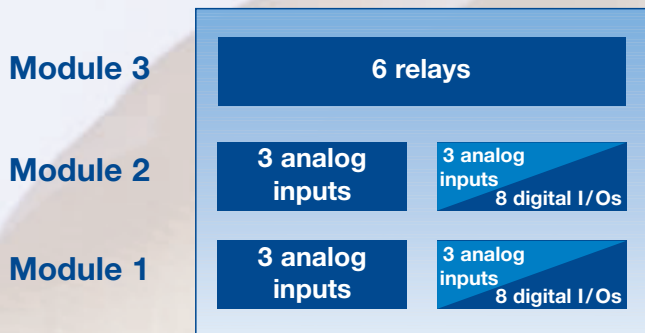 Module 3
6 relays
Module 2
3 analog
inputs
3 analog
inputs
8 digital I/Os
Module 1
3 analog
inputs
3 analog
inputs
8 digital I/Os